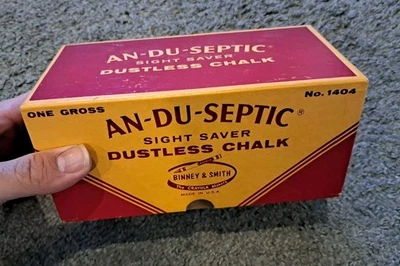 AN-DU-SEPTIC®
SIGHT SAVER
DUSTLESS CHALK
ONE GROSS
No. 1404
AN-DU-SEPTIC®
SIGHT SAVER
DUSTLESS CHALK
BINNEY & SMITH
The CRAYOLA Makers
MADE IN U.S.A.